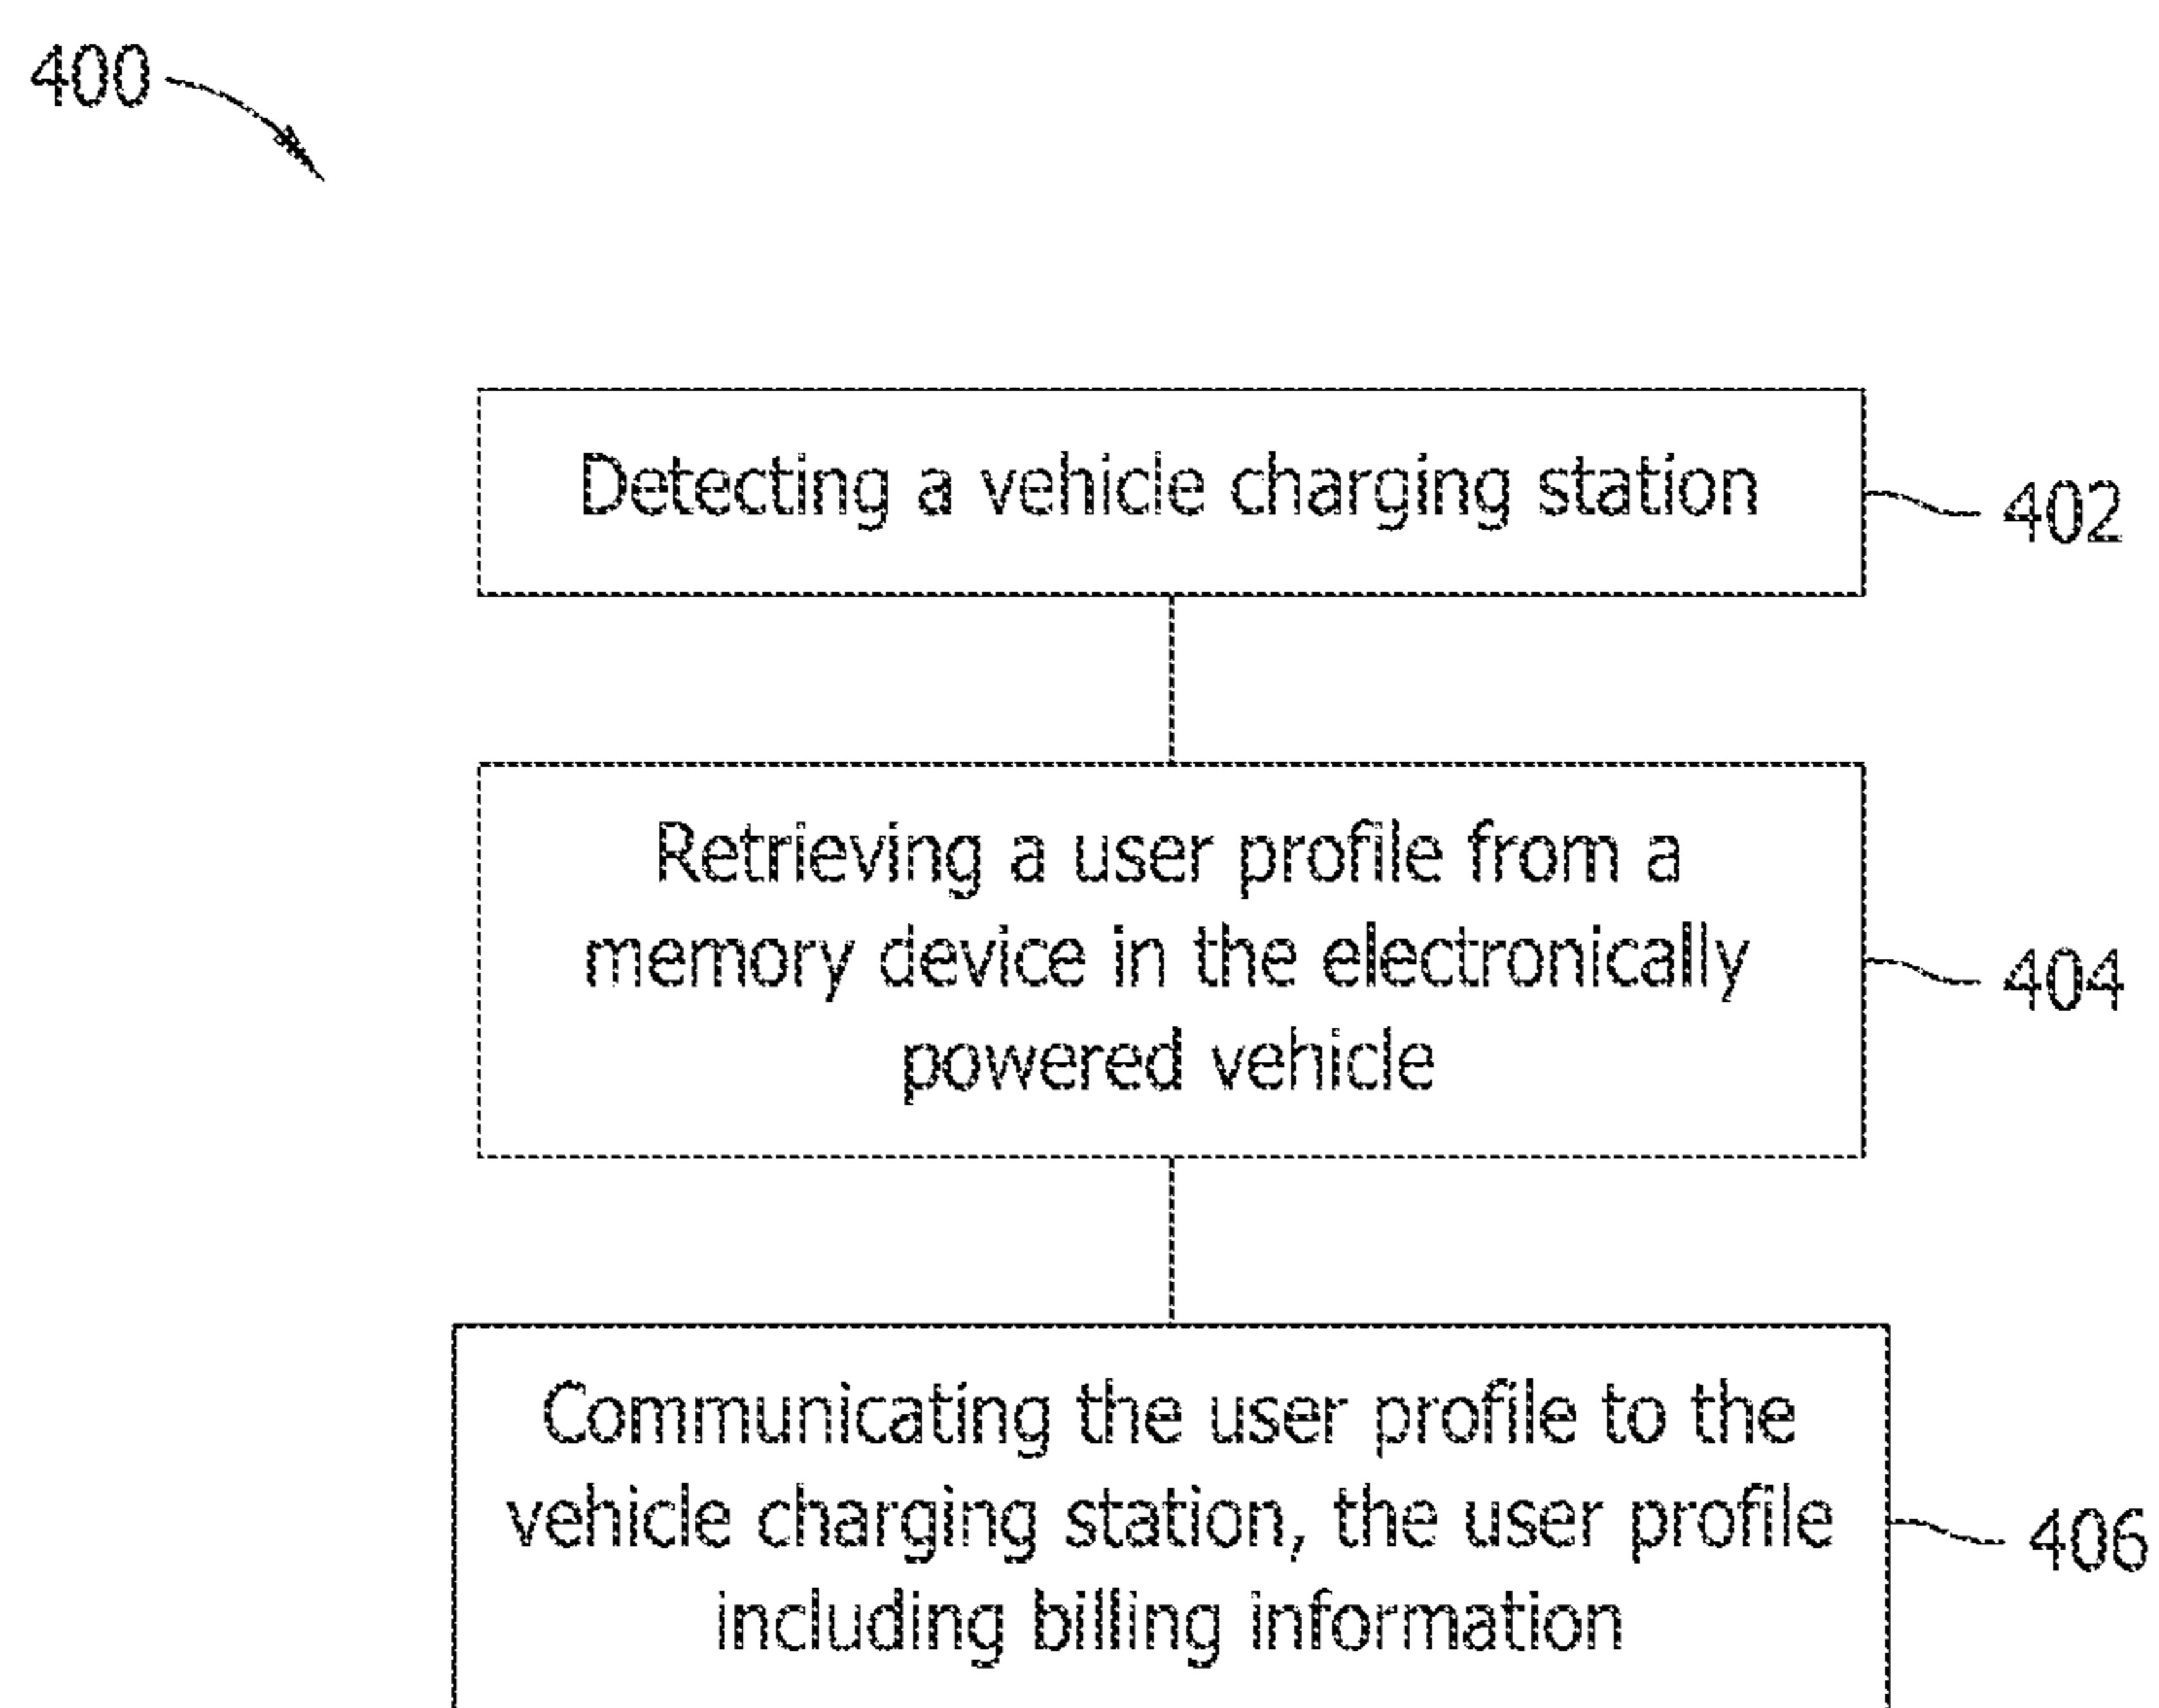 400
Detecting a vehicle charging station
402
Retrieving a user profile from a
memory device in the electronically
404
powered vehicle
Communicating the user profile to the
vehicle charging station, the user profile
406
including billing information